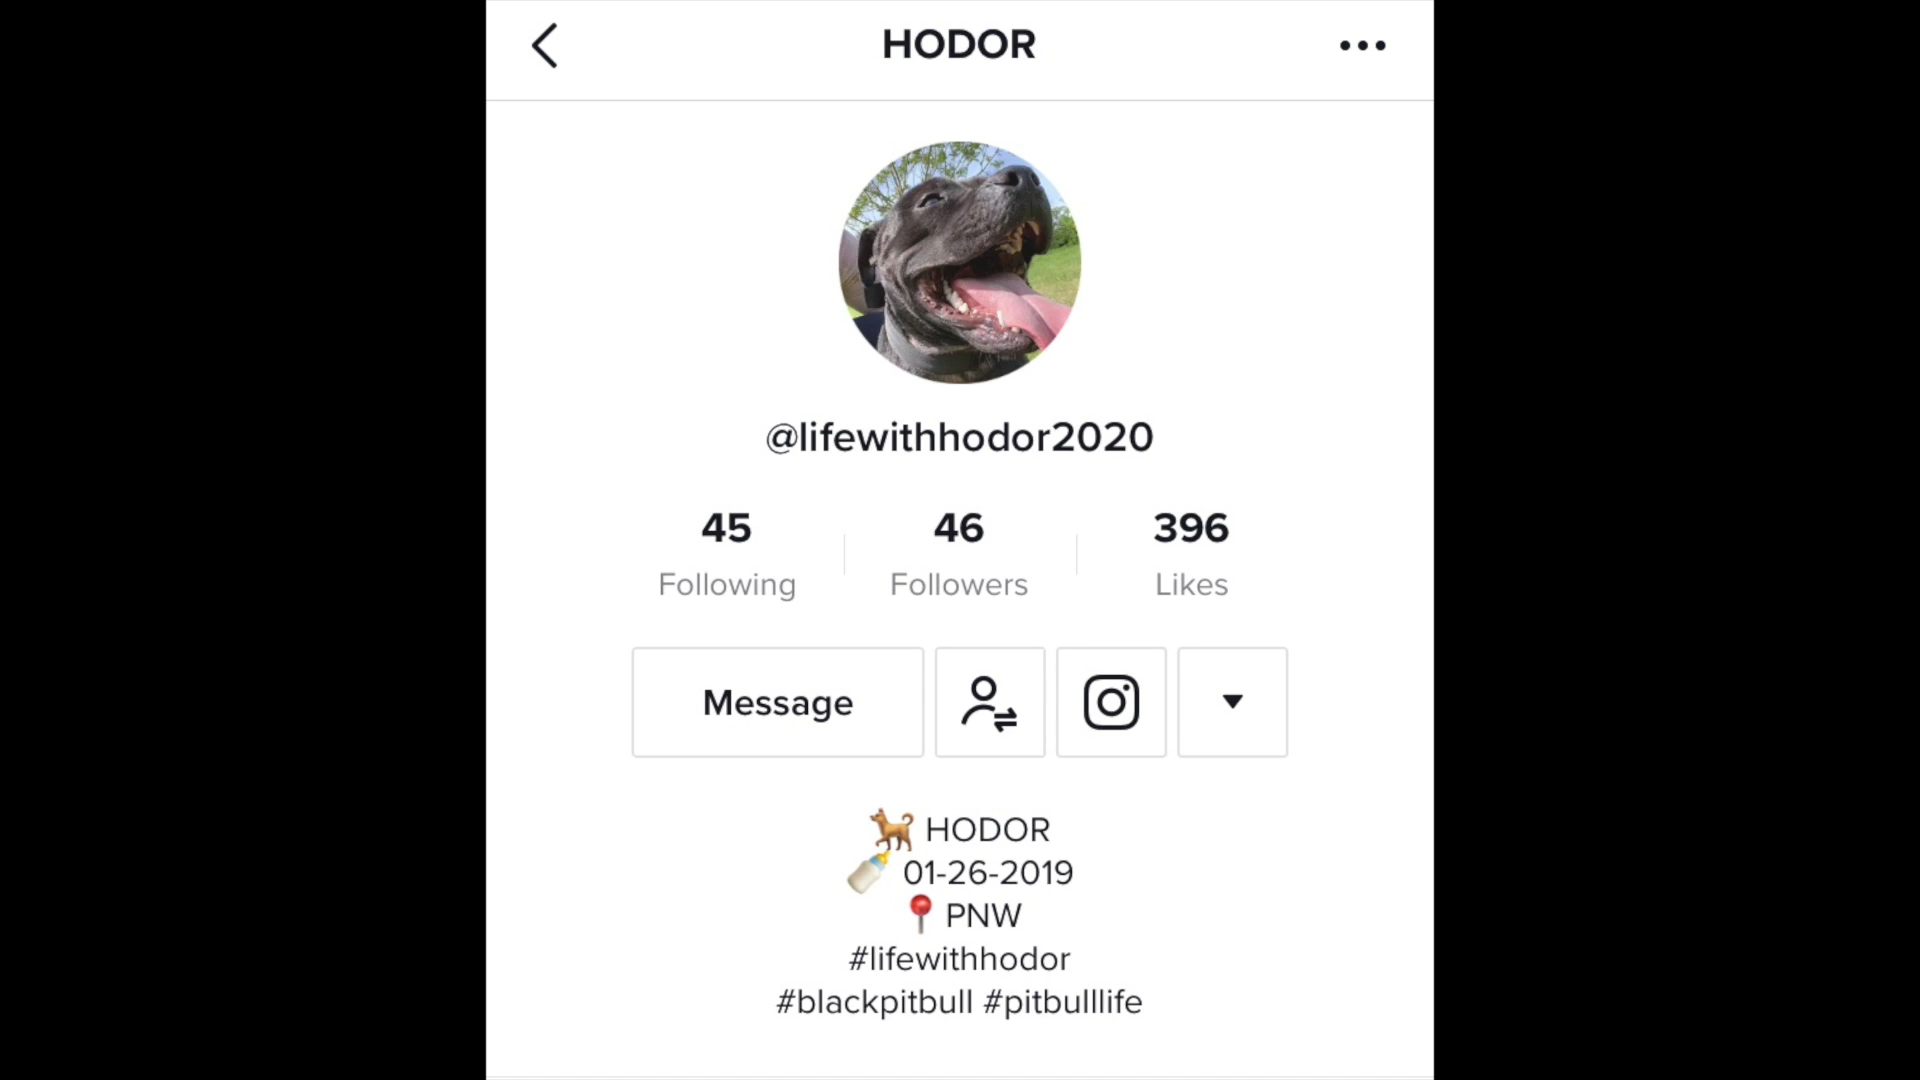 HODOR
@lifewithhodor2020
45 46 396
Following Followers Likes
Message
🐕 HODOR
🍼 01-26-2019
📍 PNW
#lifewithhodor
#blackpitbull #pitbulllife